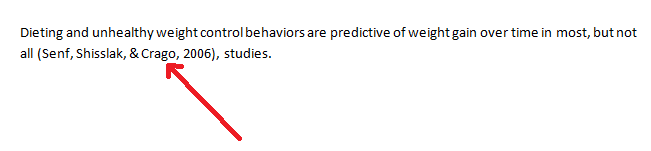 Dieting and unhealthy weight control behaviors are predictive of weight gain over time in most, but not
all (Senf, Shisslak, & Crago, 2006), studies.